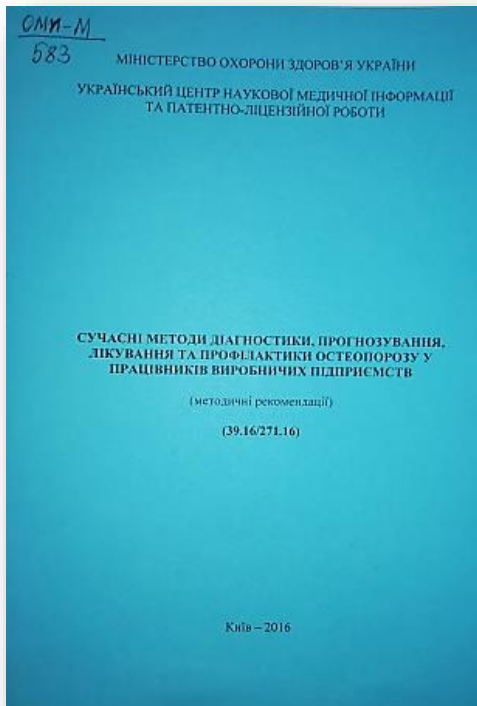 ОМИ-М
583
МІНІСТЕРСТВО ОХОРОНИ ЗДОРОВ'Я УКРАЇНИ
УКРАЇНСЬКИЙ ЦЕНТР НАУКОВОЇ МЕДИЧНОЇ ІНФОРМАЦІЇ
ТА ПАТЕНТНО-ЛІЦЕНЗІЙНОЇ РОБОТИ
СУЧАСНІ МЕТОДИ ДІАГНОСТИКИ, ПРОГНОЗУВАННЯ,
ЛІКУВАННЯ ТА ПРОФІЛАКТИКИ ОСТЕОПОРОЗУ У
ПРАЦІВНИКІВ ВИРОБНИЧИХ ПІДПРИЄМСТВ
(методичні рекомендації)
(39.16/271.16)
Київ – 2016